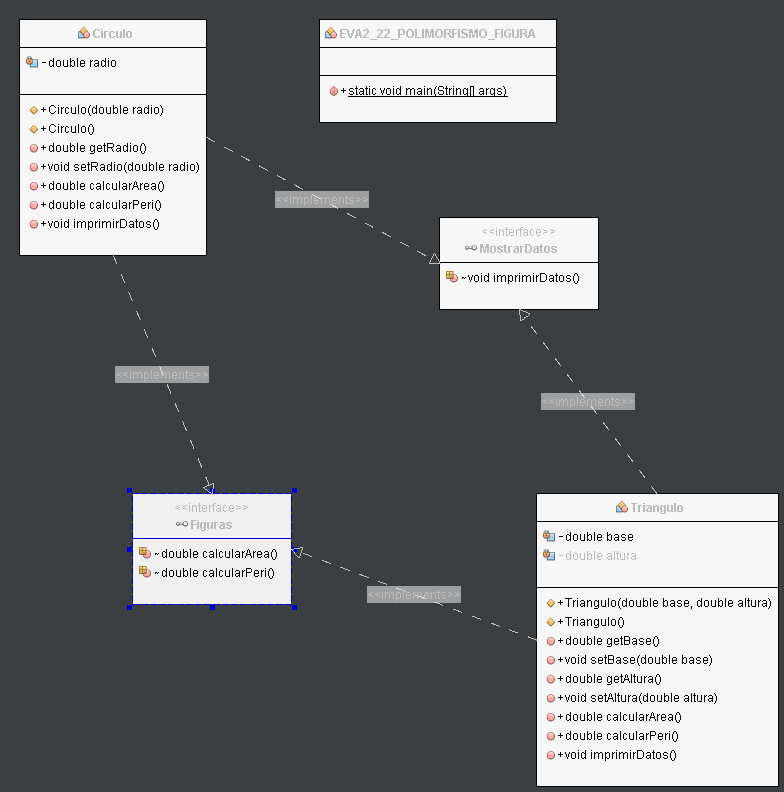 Circulo
- double radio
+ Circulo(double radio)
+ Circulo()
+ double getRadio()
+ void setRadio(double radio)
+ double calcularArea()
+ double calcularPeri()
+ void imprimirDatos()
EVA2_22_POLIMORFISMO_FIGURA
+ static void main(String[] args)
<<implements>>
<<interface>>
MostrarDatos
~ void imprimirDatos()
<<implements>>
<<implements>>
<<interface>>
Figuras
~ double calcularArea()
~ double calcularPeri()
<<implements>>
Triangulo
- double base
- double altura
+ Triangulo(double base, double altura)
+ Triangulo()
+ double getBase()
+ void setBase(double base)
+ double getAltura()
+ void setAltura(double altura)
+ double calcularArea()
+ double calcularPeri()
+ void imprimirDatos()